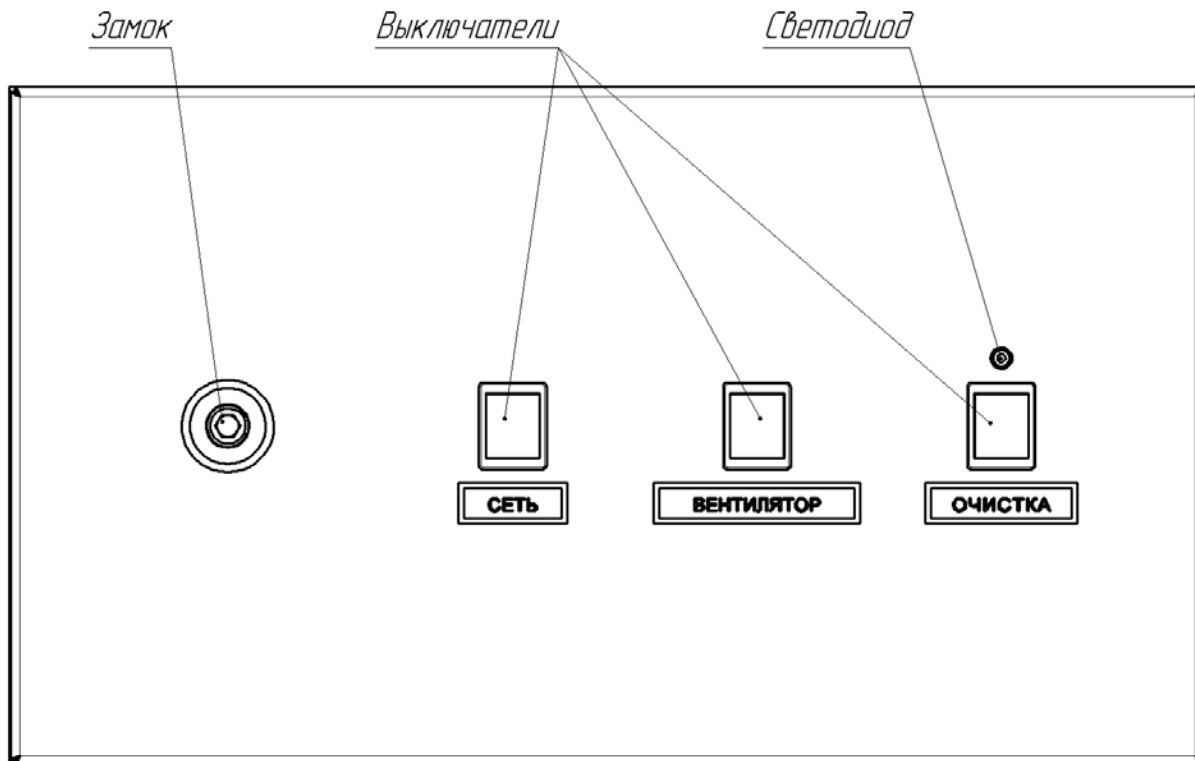 Замок
Выключатели
Светодиод
СЕТЬ
ВЕНТИЛЯТОР
ОЧИСТКА